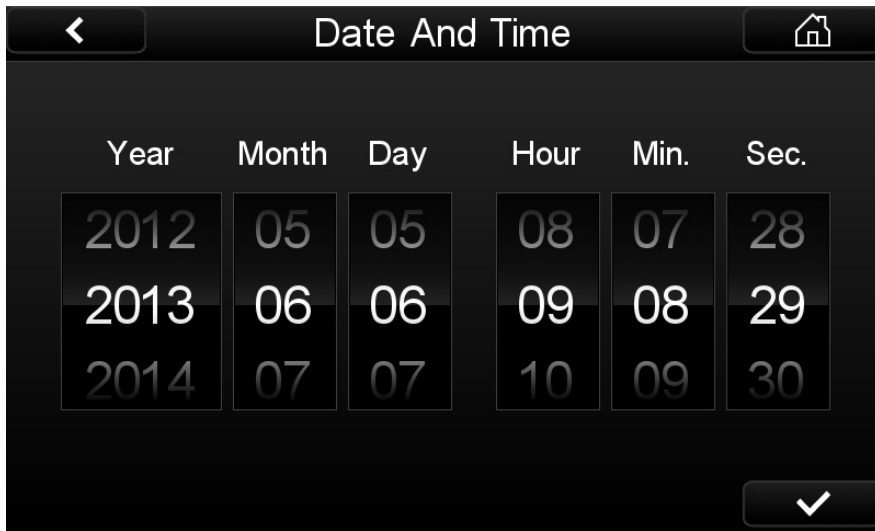 Date And Time
Year Month Day Hour Min. Sec.
2012 05 05 08 07 28
2013 06 06 09 08 29
2014 07 07 10 09 30